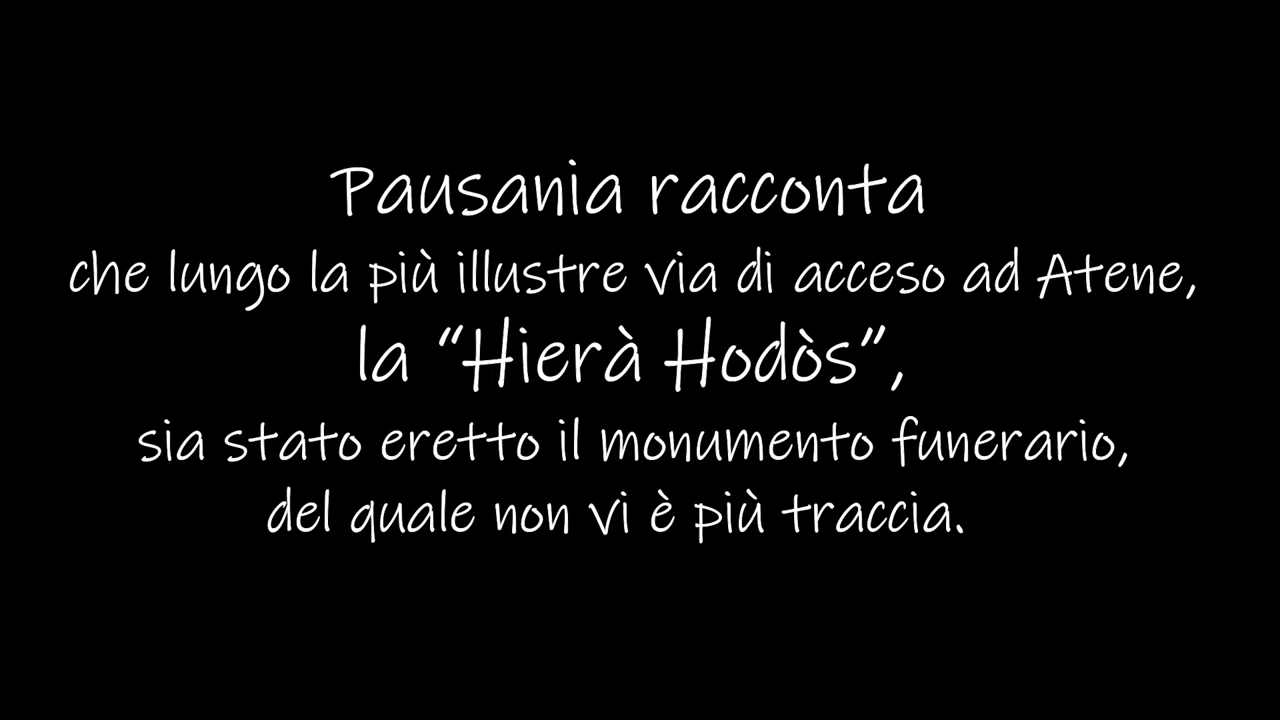 Pausania racconta
che lungo la più illustre via di acceso ad Atene,
la “Hierà Hodòs”,
sia stato eretto il monumento funerario,
del quale non vi è più traccia.